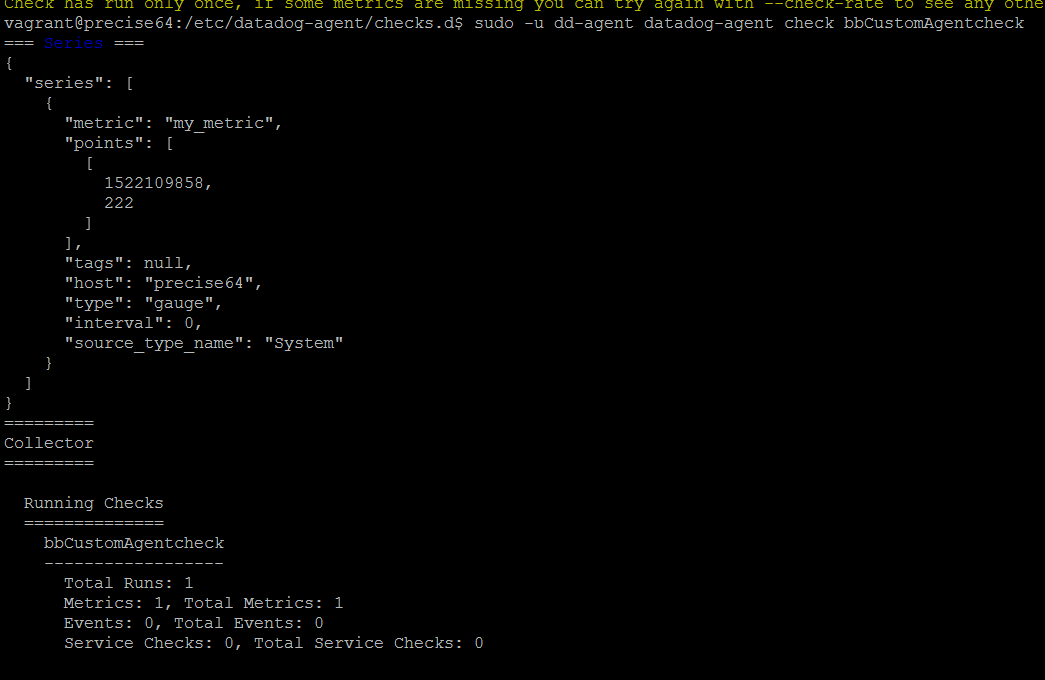 Check has run only once, if some metrics are missing you can try again with --check-rate to see any othe
vagrant@precise64:/etc/datadog-agent/checks.d$ sudo -u dd-agent datadog-agent check bbCustomAgentcheck
=== Series ===
{
  "series": [
    {
      "metric": "my_metric",
      "points": [
        [
          1522109858,
          222
        ]
      ],
      "tags": null,
      "host": "precise64",
      "type": "gauge",
      "interval": 0,
      "source_type_name": "System"
    }
  ]
}
=========
Collector
=========
  Running Checks
  ==============
    bbCustomAgentcheck
    ------------------
      Total Runs: 1
      Metrics: 1, Total Metrics: 1
      Events: 0, Total Events: 0
      Service Checks: 0, Total Service Checks: 0